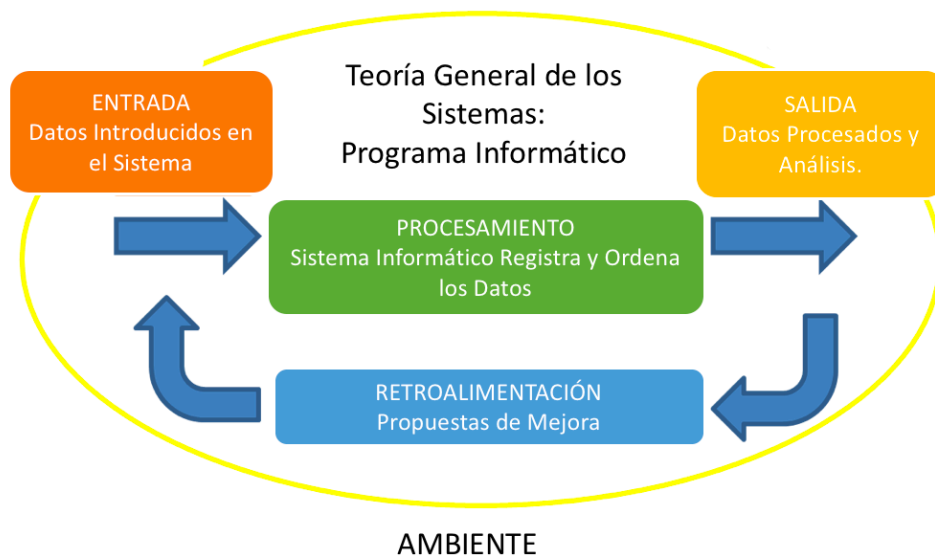 Teoría General de los
Sistemas:
Programa Informático
ENTRADA
Datos Introducidos en
el Sistema
SALIDA
Datos Procesados y
Análisis.
PROCESAMIENTO
Sistema Informático Registra y Ordena
los Datos
RETROALIMENTACIÓN
Propuestas de Mejora
AMBIENTE